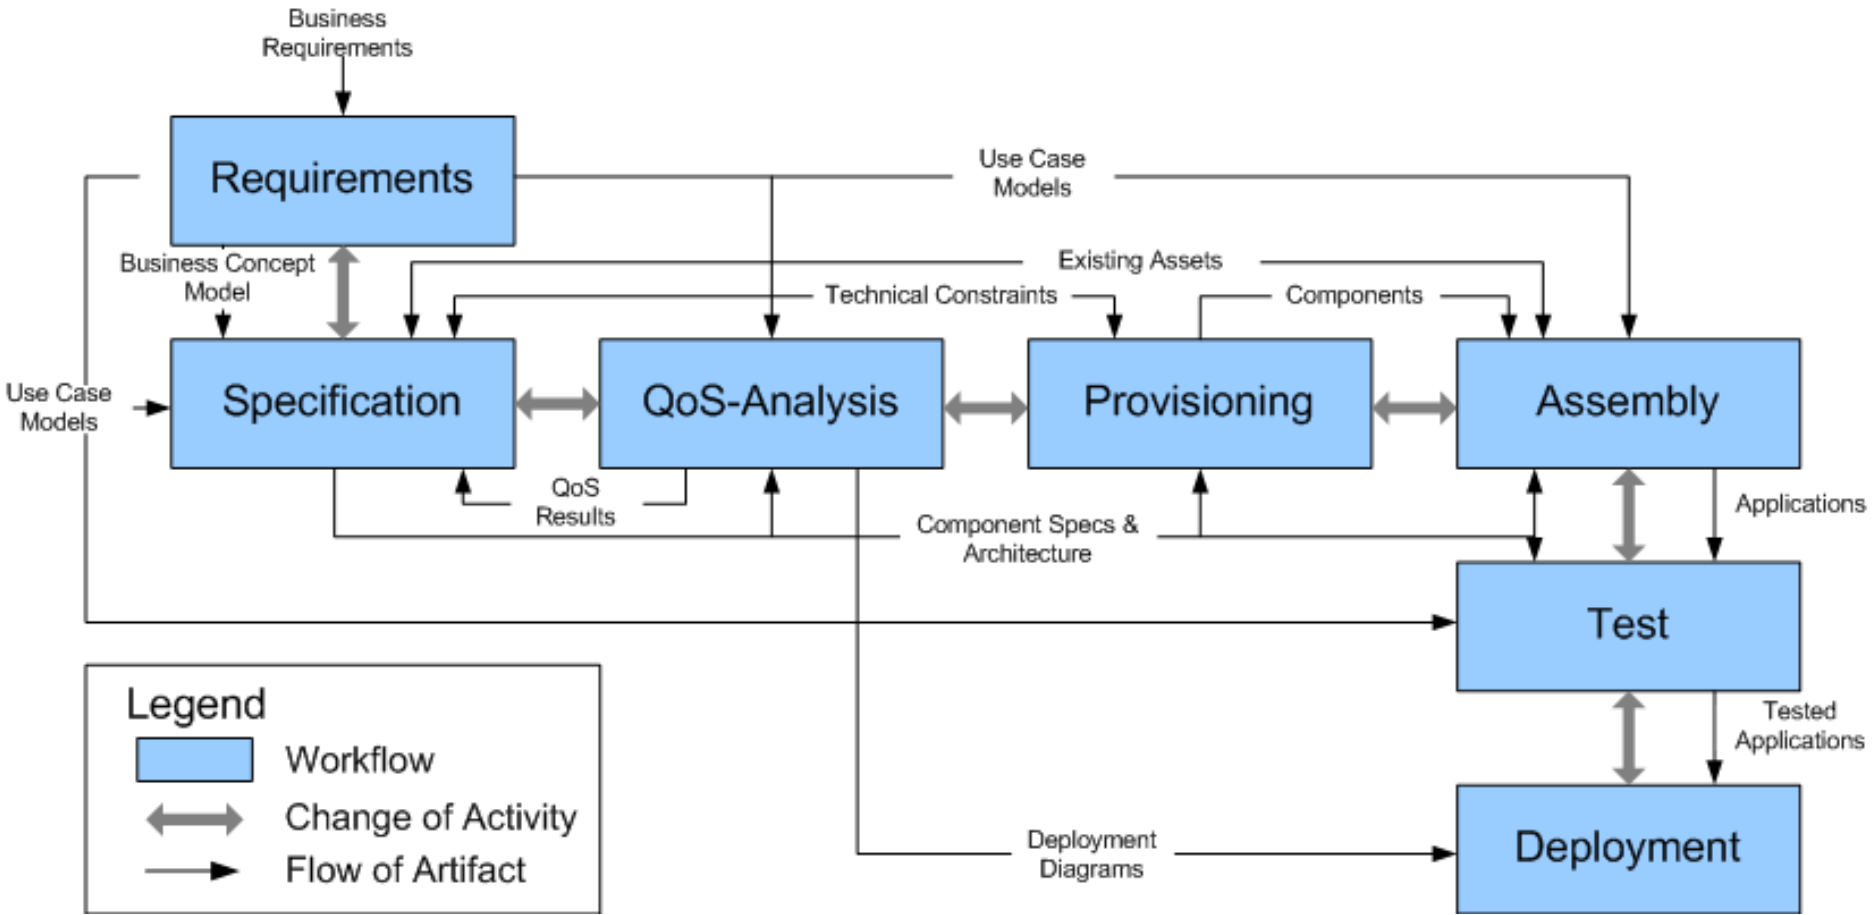 Business
Requirements
Requirements
Use Case
Models
Business Concept
Model
Existing Assets
Technical Constraints
Components
Use Case
Models
Specification
QoS-Analysis
Provisioning
Assembly
QoS
Results
Component Specs &
Architecture
Applications
Test
Tested
Applications
Deployment
Diagrams
Deployment
Legend
Workflow
Change of Activity
Flow of Artifact